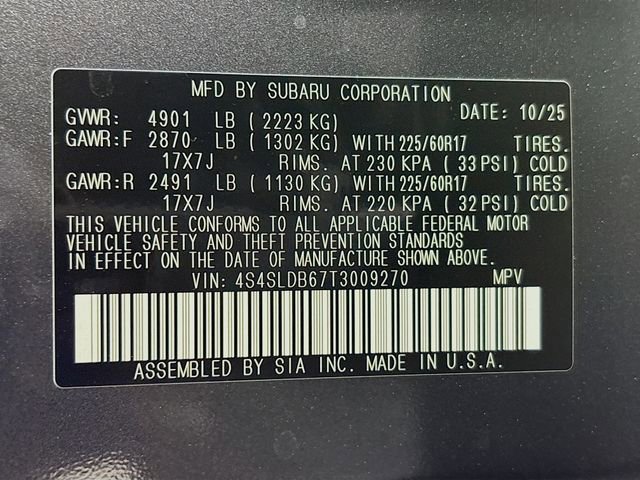 MFD BY SUBARU CORPORATION
GVWR: 4901 LB (2223 KG) DATE: 10/25
GAWR:F 2870 LB (1302 KG) WITH 225/60R17 TIRES.
17X7J RIMS. AT 230 KPA (33 PSI) COLD
GAWR:R 2491 LB (1130 KG) WITH 225/60R17 TIRES.
17X7J RIMS. AT 220 KPA (32 PSI) COLD
THIS VEHICLE CONFORMS TO ALL APPLICABLE FEDERAL MOTOR
VEHICLE SAFETY AND THEFT PREVENTION STANDARDS
IN EFFECT ON THE DATE OF MANUFACTURE SHOWN ABOVE.
VIN: 4S4SLDB67T3009270 MPV
ASSEMBLED BY SIA INC. MADE IN U.S.A.